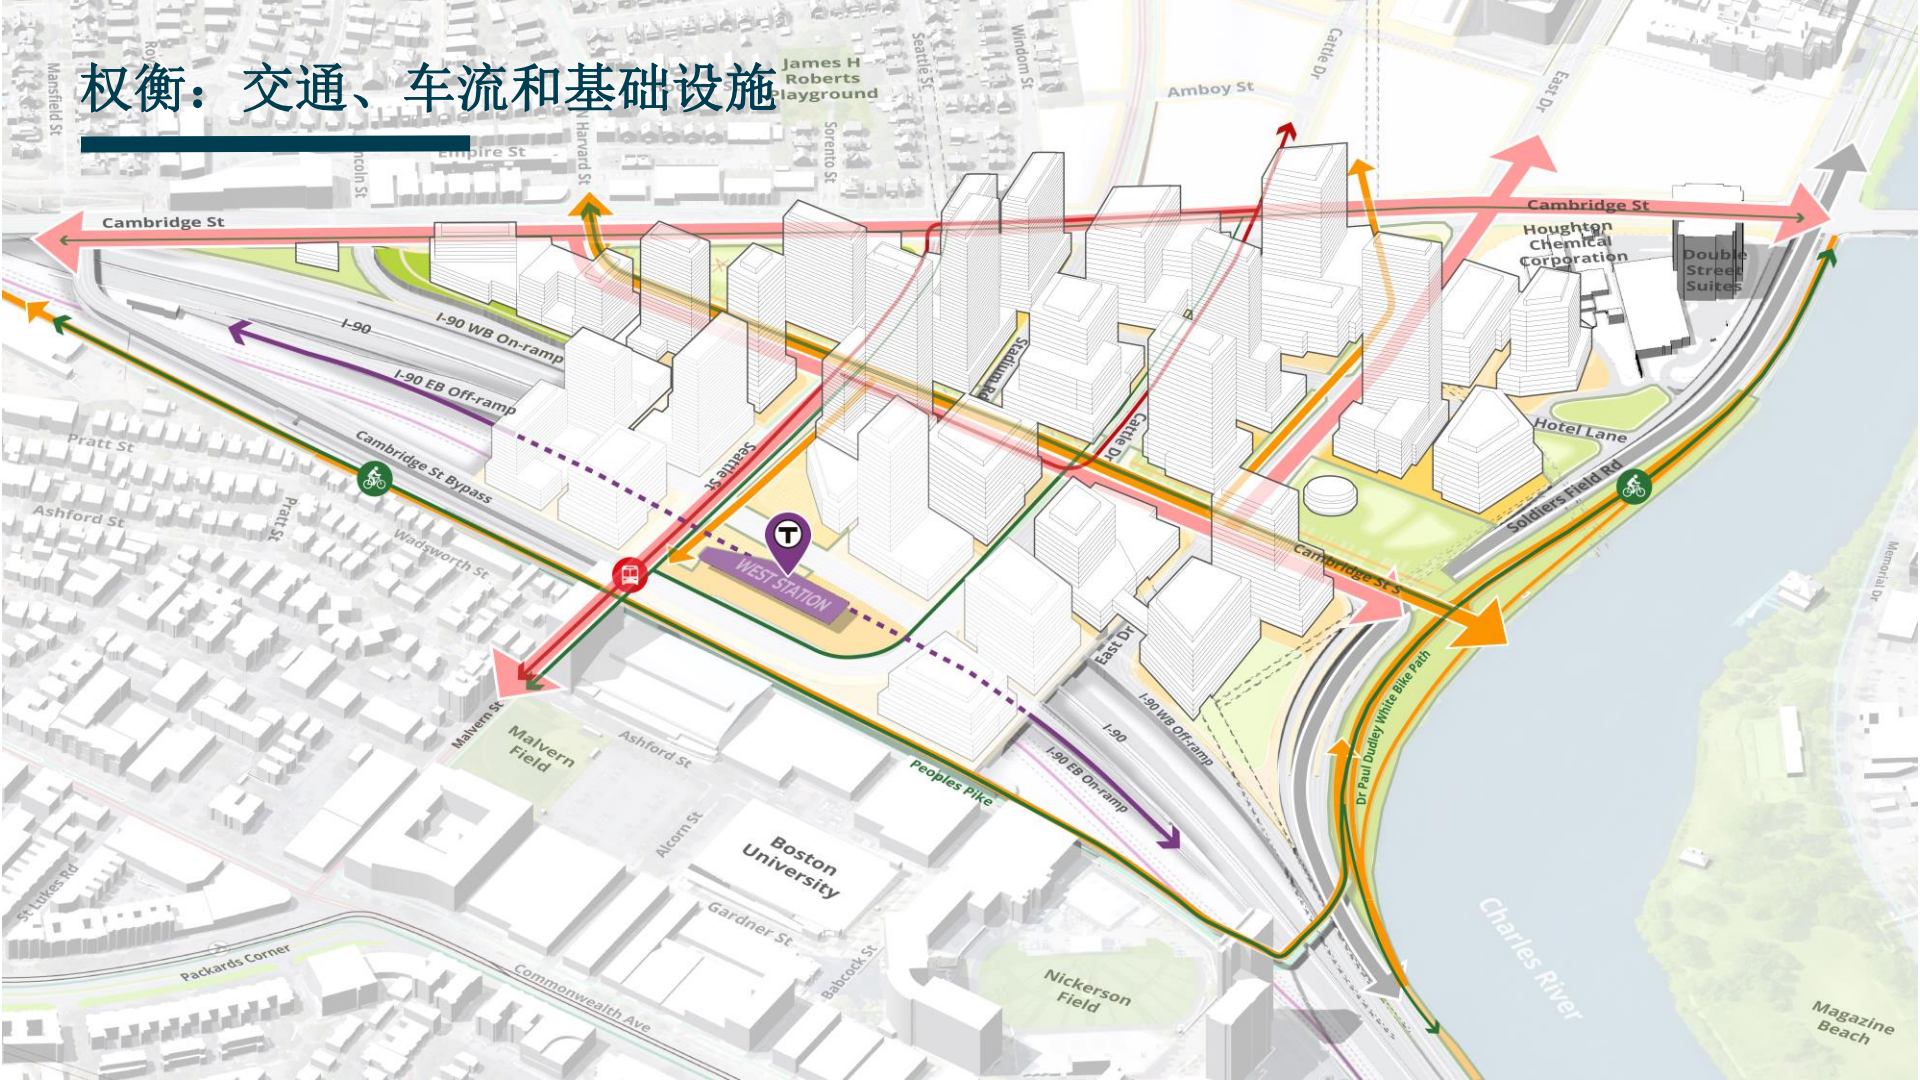 权衡：交通、车流和基础设施
James H
Roberts
Playground
Mansfield St
N Harvard St
Seattle St
Windom St
Sorento St
Empire St
Amboy St
Cattle Dr
East Dr
Cambridge St
Cambridge St
Houghton
Chemical
Corporation
Double
Street
Suites
I-90
I-90 WB On-ramp
I-90 EB Off-ramp
Cambridge St Bypass
Stadium Rd
Cattle Dr
Seattle St
Hotel Lane
Soldiers Field Rd
Pratt St
Ashford St
Pratt St
Wadsworth St
T
WEST STATION
Cambridge St S
East Dr
Memorial Dr
Dr Paul Dudley White Bike Path
I-90 WB Off-ramp
I-90
I-90 EB On-ramp
Malvern St
Malvern
Field
Ashford St
Peoples Pike
Alcorn St
Boston
University
St Lukes Rd
Gardner St
Babcock St
Packards Corner
Commonwealth Ave
Nickerson
Field
Charles River
Magazine
Beach